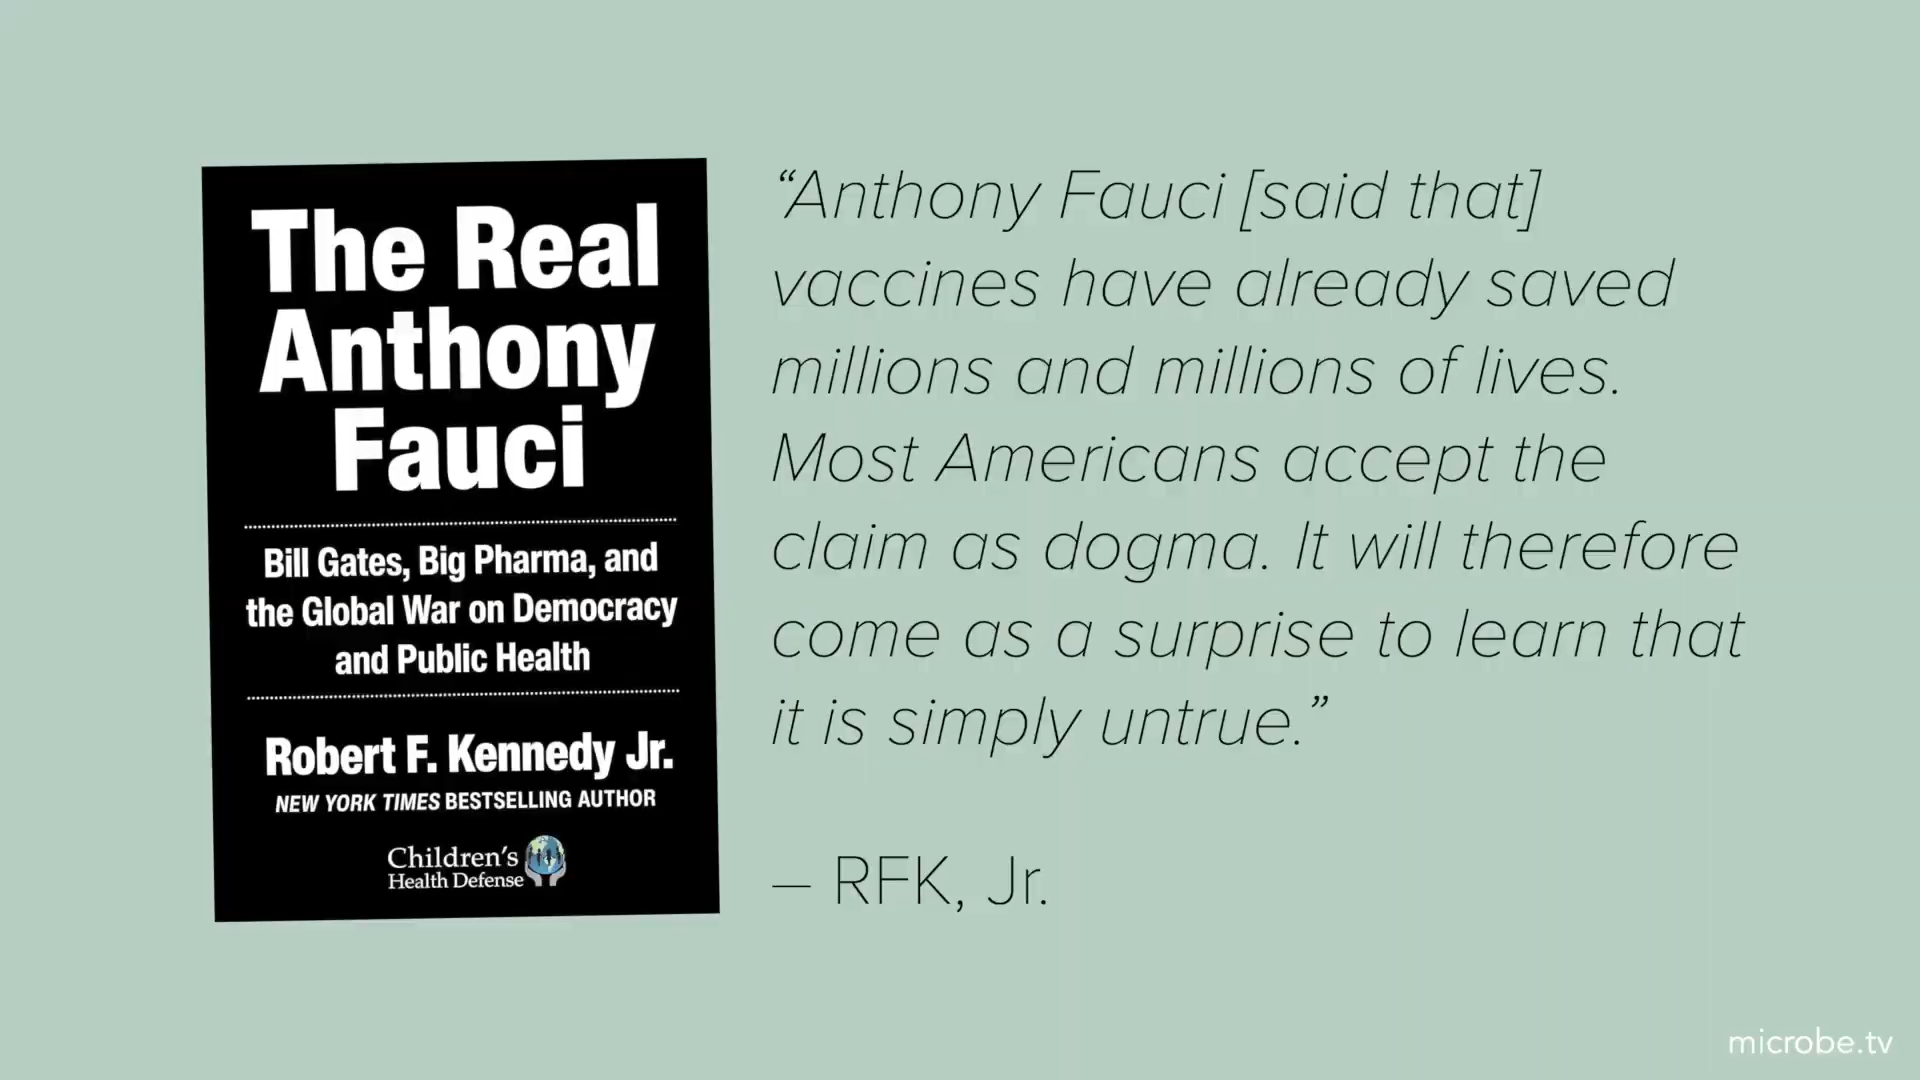 The Real
Anthony
Fauci
Bill Gates, Big Pharma, and
the Global War on Democracy
and Public Health
Robert F. Kennedy Jr.
NEW YORK TIMES BESTSELLING AUTHOR
Children's
Health Defense
“Anthony Fauci [said that]
vaccines have already saved
millions and millions of lives.
Most Americans accept the
claim as dogma. It will therefore
come as a surprise to learn that
it is simply untrue.”
– RFK, Jr.
microbe.tv